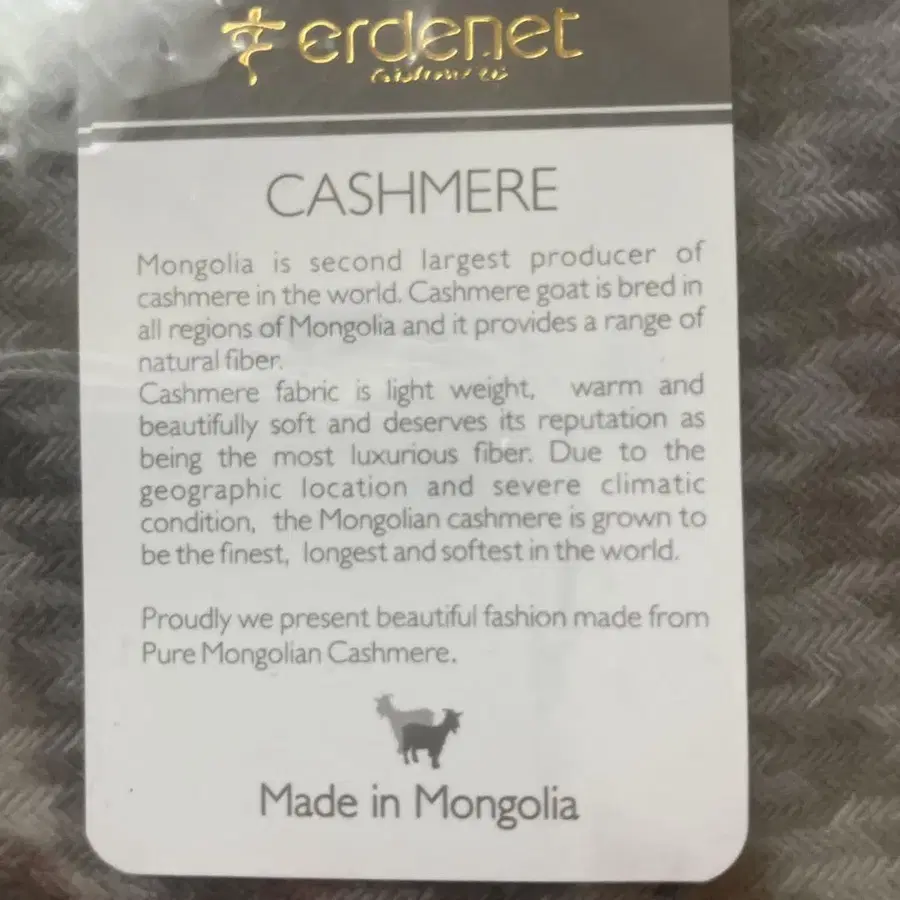 erdenet
CASHMERE
Mongolia is second largest producer of
cashmere in the world. Cashmere goat is bred in
all regions of Mongolia and it provides a range of
natural fiber.
Cashmere fabric is light weight, warm and
beautifully soft and deserves its reputation as
being the most luxurious fiber. Due to the
geographic location and severe climatic
condition, the Mongolian cashmere is grown to
be the finest, longest and softest in the world.
Proudly we present beautiful fashion made from
Pure Mongolian Cashmere.
Made in Mongolia